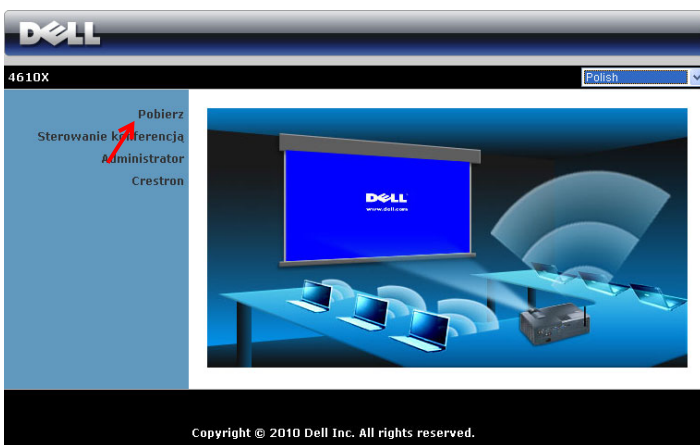 DELL
4610X
Polish
Pobierz
Sterowanie konferencją
Administrator
Crestron
DELL
www.dell.com
Copyright © 2010 Dell Inc. All rights reserved.